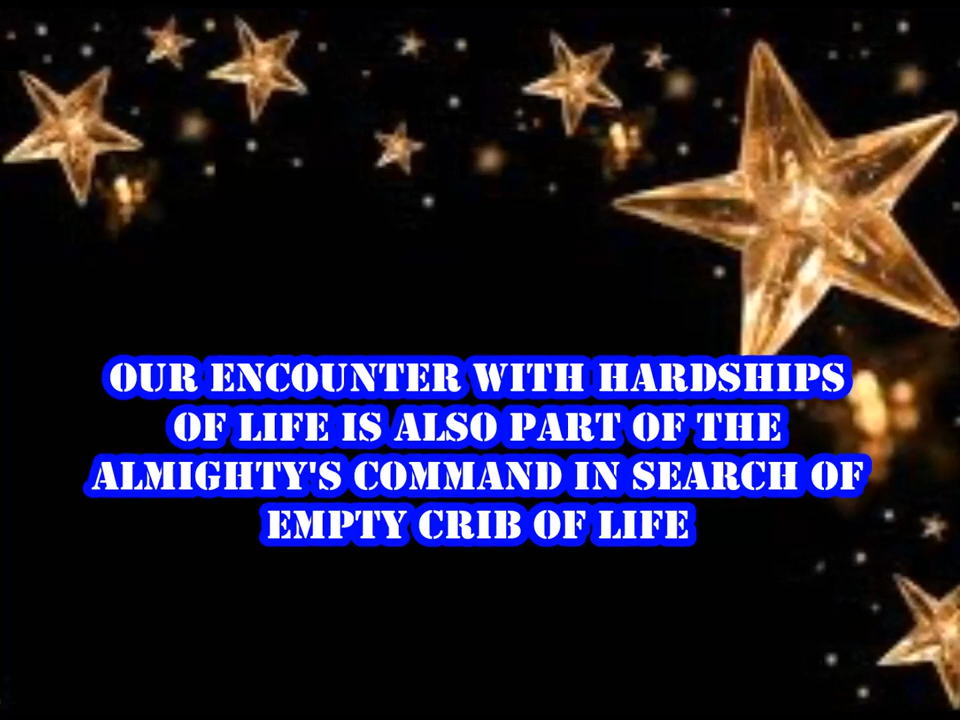 OUR ENCOUNTER WITH HARDSHIPS
OF LIFE IS ALSO PART OF THE
ALMIGHTY'S COMMAND IN SEARCH OF
EMPTY CRIB OF LIFE